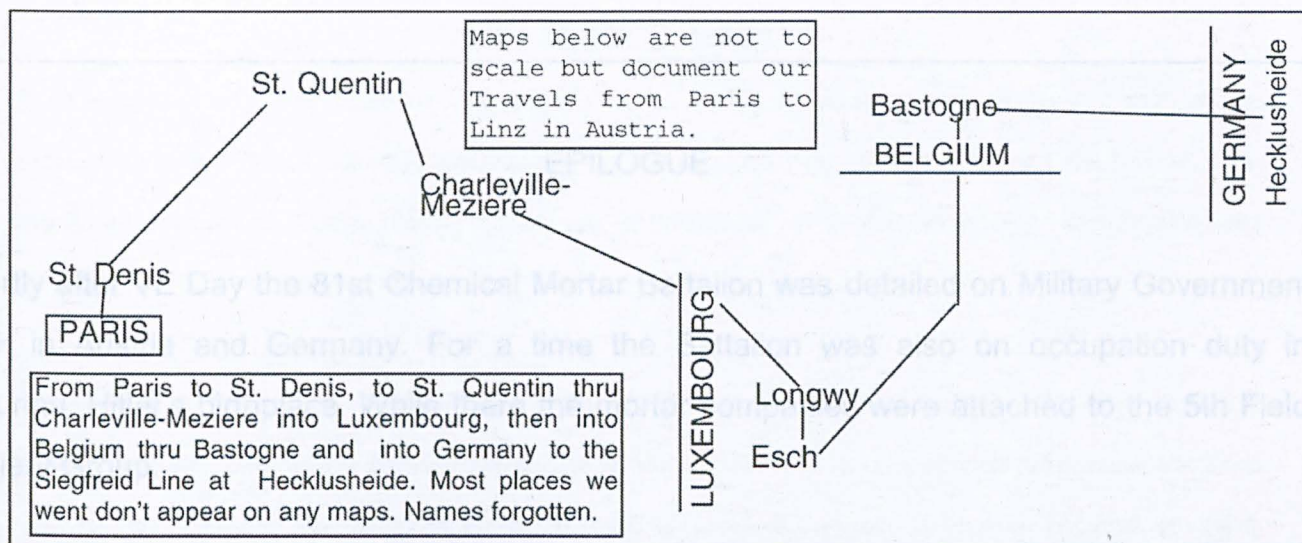 Maps below are not to
scale but document our
Travels from Paris to
Linz in Austria.
St. Quentin
Bastogne
BELGIUM
GERMANY
Hecklusheide
EPILOGUE
Charleville-
Meziere
St. Denis
PARIS
Day the 81st Chemical Mortar Battalion was detailed on Military Government
and Germany. For a time the Battalion was also on occupation duty in
were attached to the 5th Field
LUXEMBOURG
Longwy
Esch
From Paris to St. Denis, to St. Quentin thru
Charleville-Meziere into Luxembourg, then into
Belgium thru Bastogne and into Germany to the
Siegfreid Line at Hecklusheide. Most places we
went don't appear on any maps. Names forgotten.